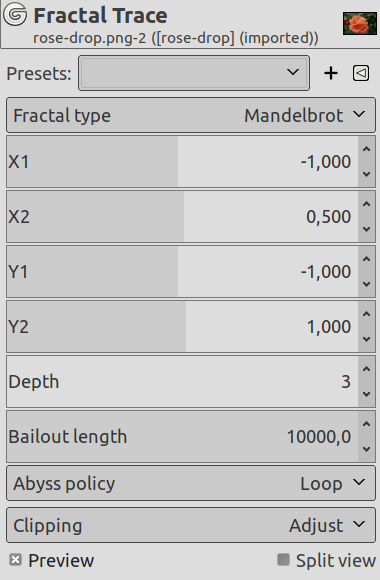 Fractal Trace
rose-drop.png-2 ([rose-drop] (imported))
Presets:
Fractal type Mandelbrot
X1 -1,000
X2 0,500
Y1 -1,000
Y2 1,000
Depth 3
Bailout length 10000,0
Abyss policy Loop
Clipping Adjust
Preview Split view